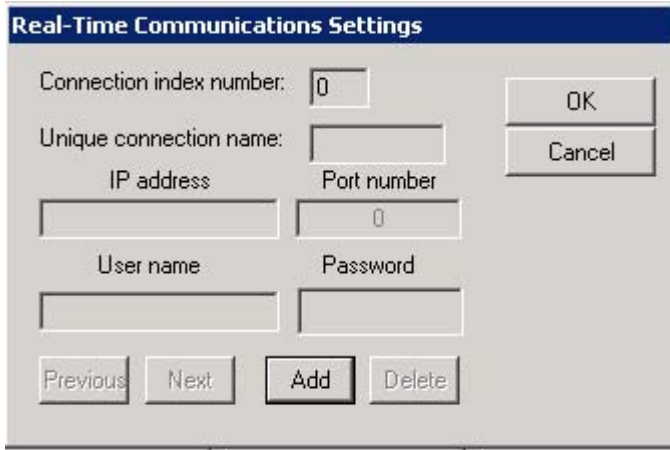 Real-Time Communications Settings
Connection index number: 0
OK
Unique connection name:
Cancel
IP address Port number
0
User name Password
Previous Next Add Delete